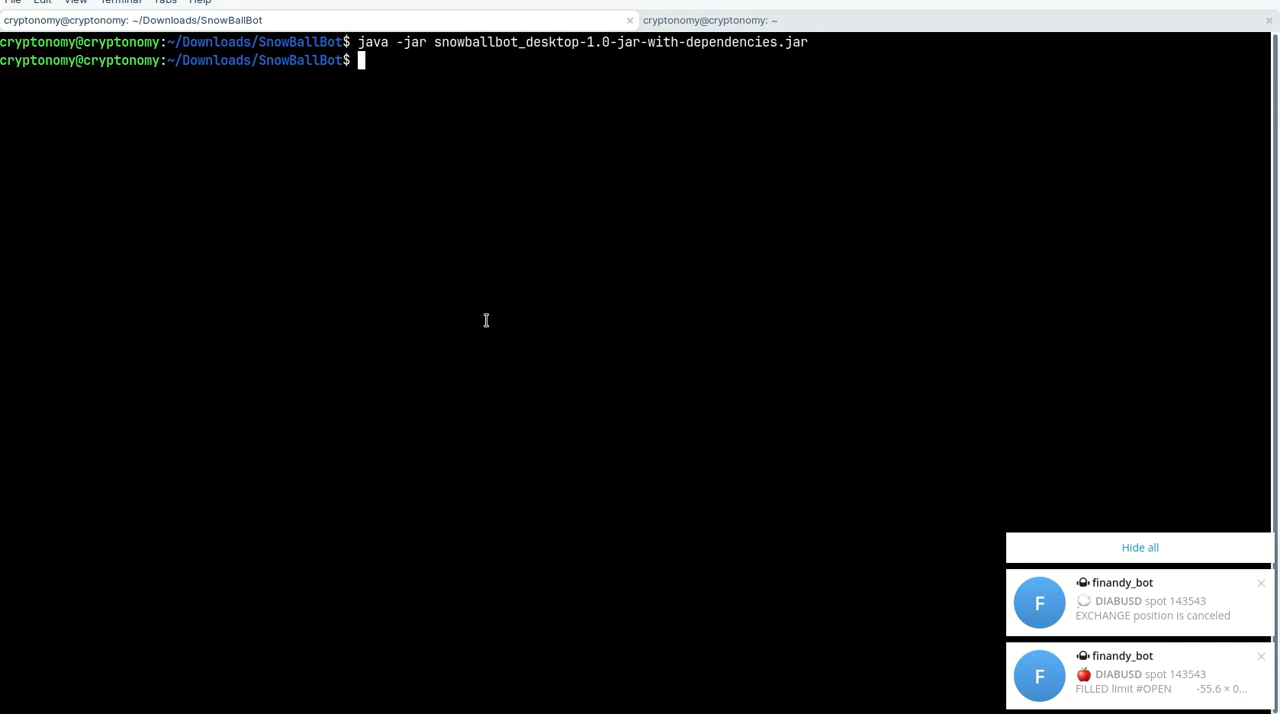 File Edit View Terminal Tabs Help
cryptonomy@cryptonomy: ~/Downloads/SnowBallBot × cryptonomy@cryptonomy: ~ ×
cryptonomy@cryptonomy:~/Downloads/SnowBallBot$ java -jar snowballbot_desktop-1.0-jar-with-dependencies.jar
cryptonomy@cryptonomy:~/Downloads/SnowBallBot$
Hide all
F
finandy_bot
DIABUSD spot 143543
EXCHANGE position is canceled
F
finandy_bot
DIABUSD spot 143543
FILLED limit #OPEN -55.6 × 0...